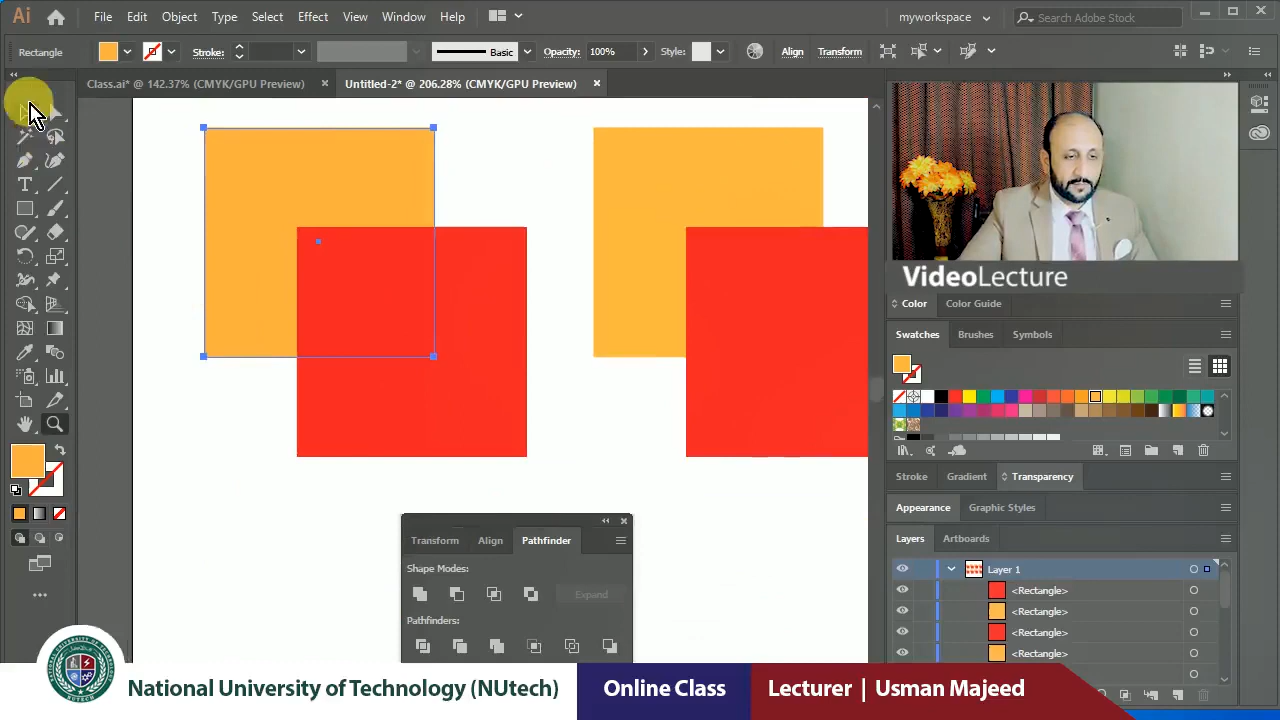 Ai File Edit Object Type Select Effect View Window Help myworkspace Search Adobe Stock
Rectangle Stroke: Basic Opacity: 100% Style: Align Transform
Class.ai* @ 142.37% (CMYK/GPU Preview) Untitled-2* @ 206.28% (CMYK/GPU Preview)
VideoLecture
Color Color Guide
Swatches Brushes Symbols
Stroke Gradient Transparency
Appearance Graphic Styles
Layers Artboards
Layer 1
<Rectangle>
<Rectangle>
<Rectangle>
<Rectangle>
Transform Align Pathfinder
Shape Modes:
Expand
Pathfinders:
National University of Technology (NUtech) Online Class Lecturer | Usman Majeed